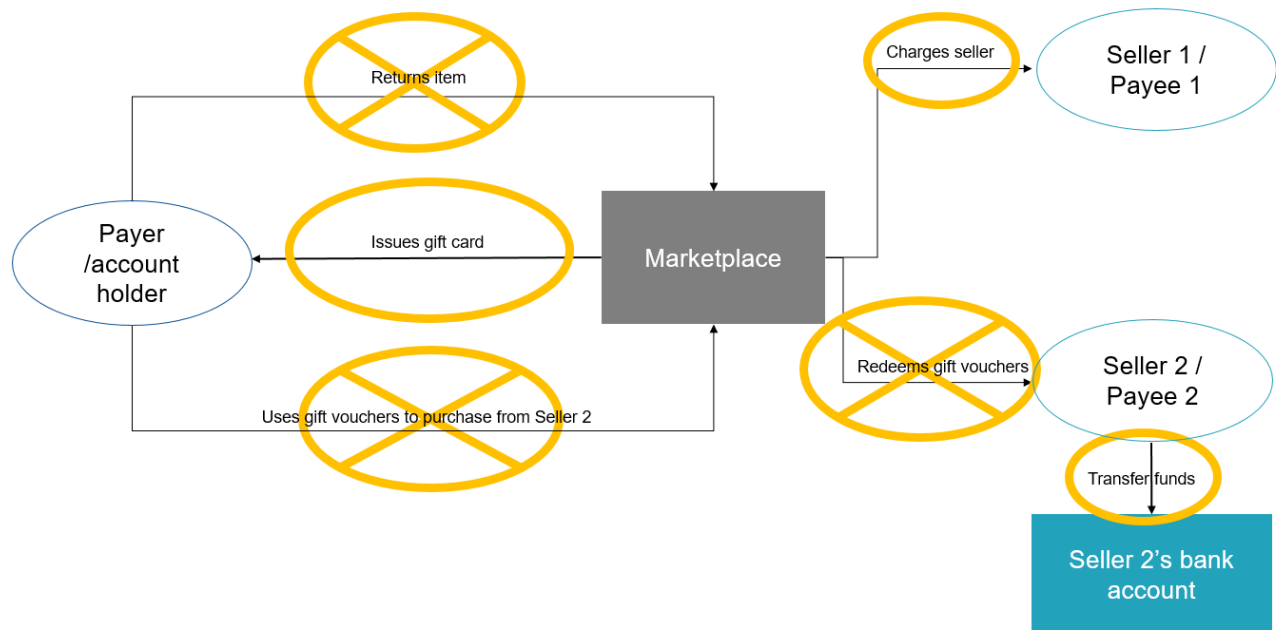 Returns item
Charges seller
Seller 1 /
Payee 1
Payer
/account
holder
Issues gift card
Marketplace
Redeems gift vouchers
Seller 2 /
Payee 2
Uses gift vouchers to purchase from Seller 2
Transfer funds
Seller 2’s bank
account